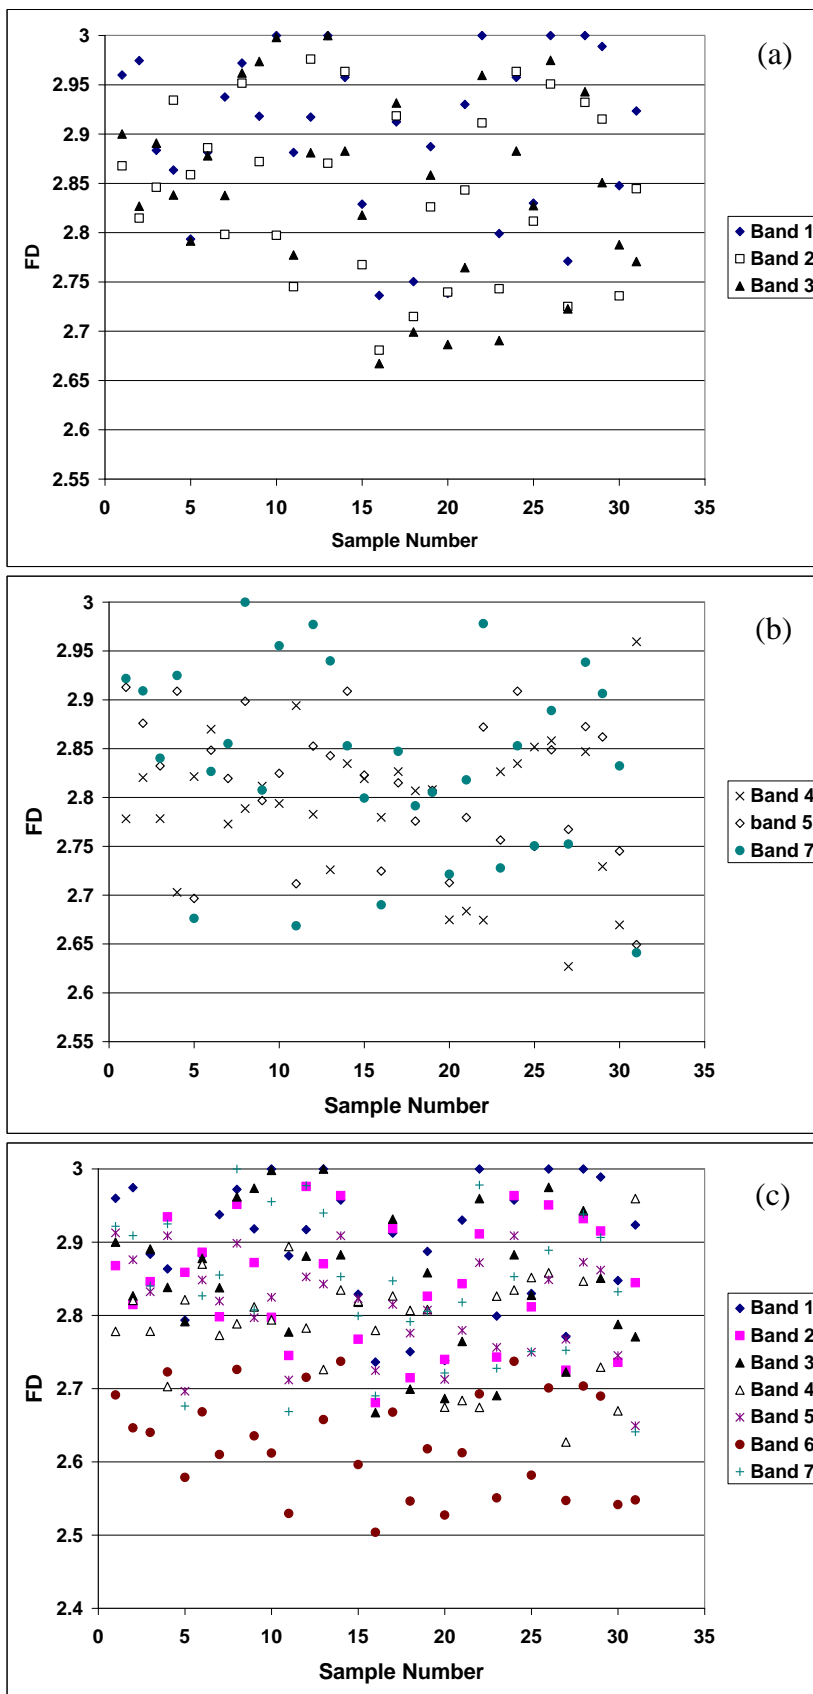 (a)
3
2.95
2.9
2.85
2.8
2.75
2.7
2.65
2.6
2.55
FD
0 5 10 15 20 25 30 35
Sample Number
Band 1
Band 2
Band 3
(b)
3
2.95
2.9
2.85
2.8
2.75
2.7
2.65
2.6
2.55
FD
0 5 10 15 20 25 30 35
Sample Number
Band 4
band 5
Band 7
(c)
3
2.9
2.8
2.7
2.6
2.5
2.4
FD
0 5 10 15 20 25 30 35
Sample Number
Band 1
Band 2
Band 3
Band 4
Band 5
Band 6
Band 7